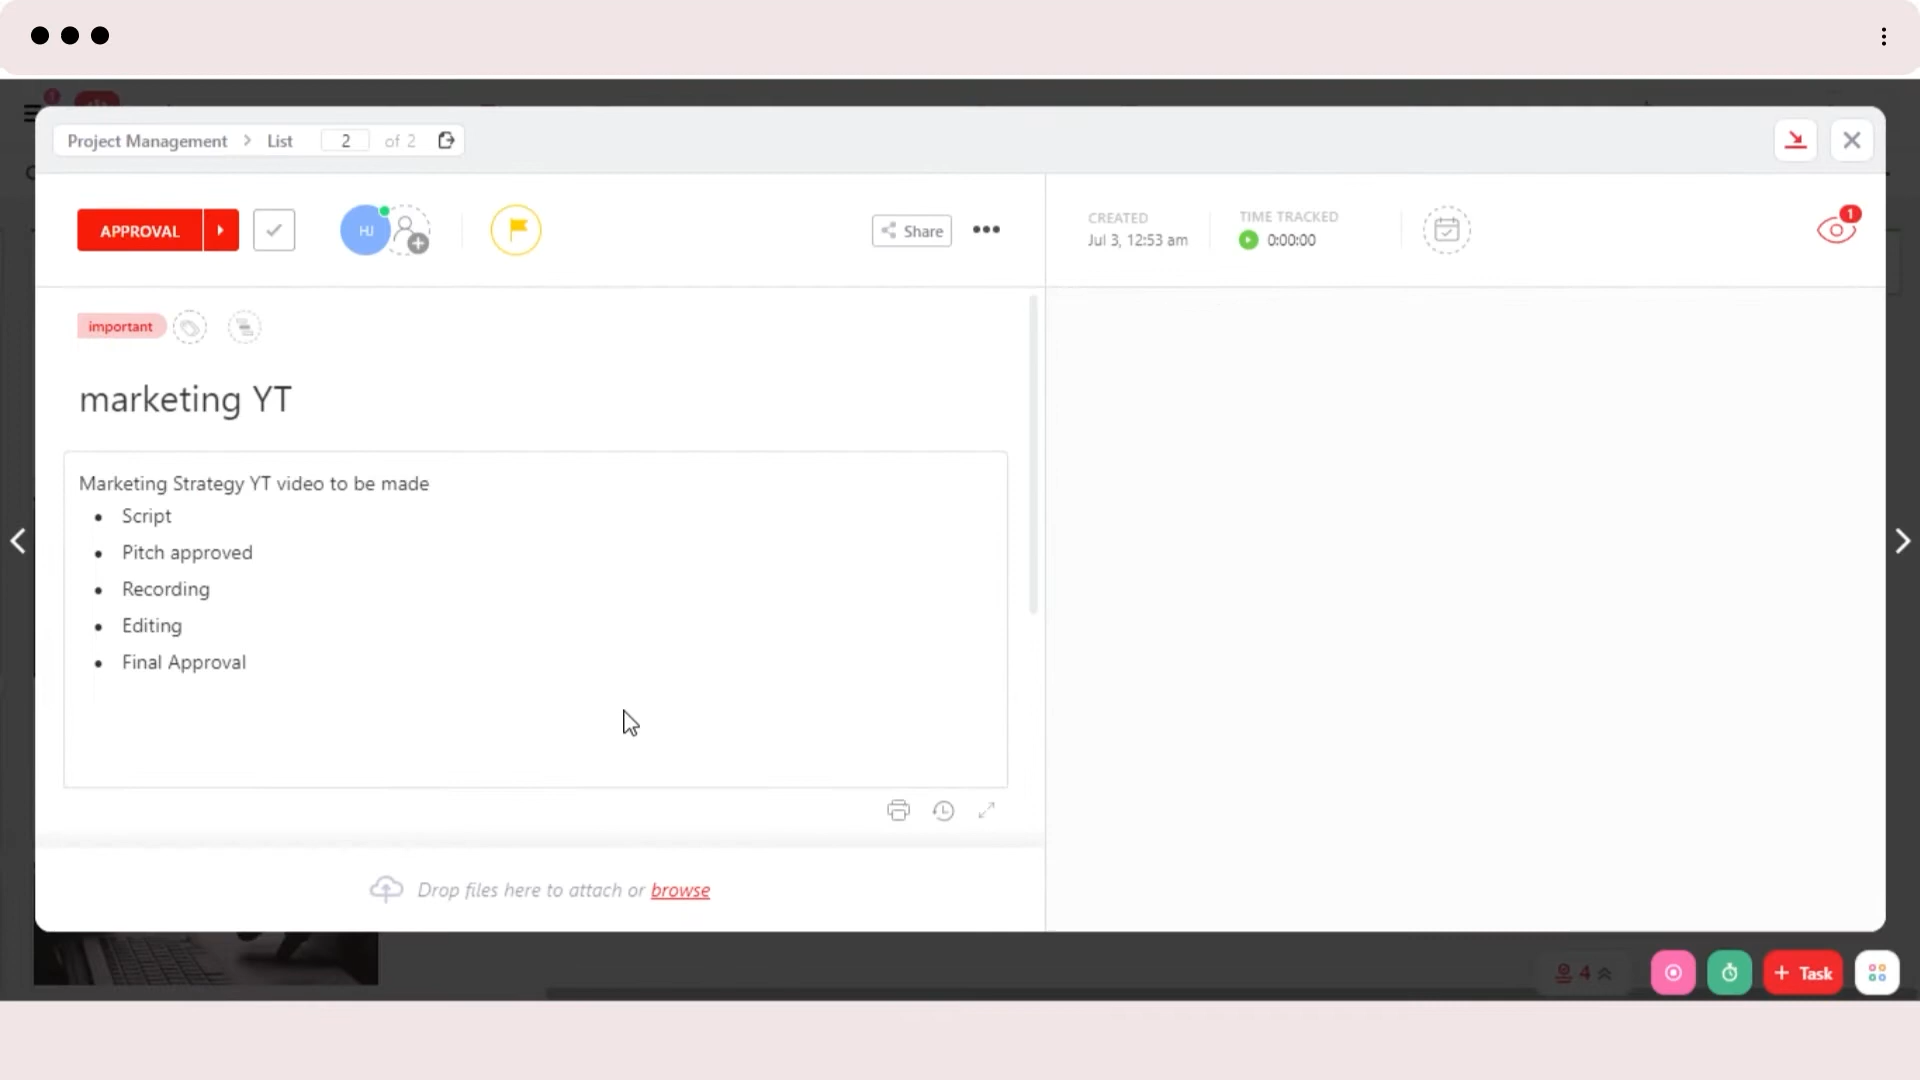 Project Management > List 2 of 2
APPROVAL
HJ
Share
CREATED
Jul 3, 12:53 am
TIME TRACKED
0:00:00
1
important
marketing YT
Marketing Strategy YT video to be made
• Script
• Pitch approved
• Recording
• Editing
• Final Approval
Drop files here to attach or browse
4
+ Task